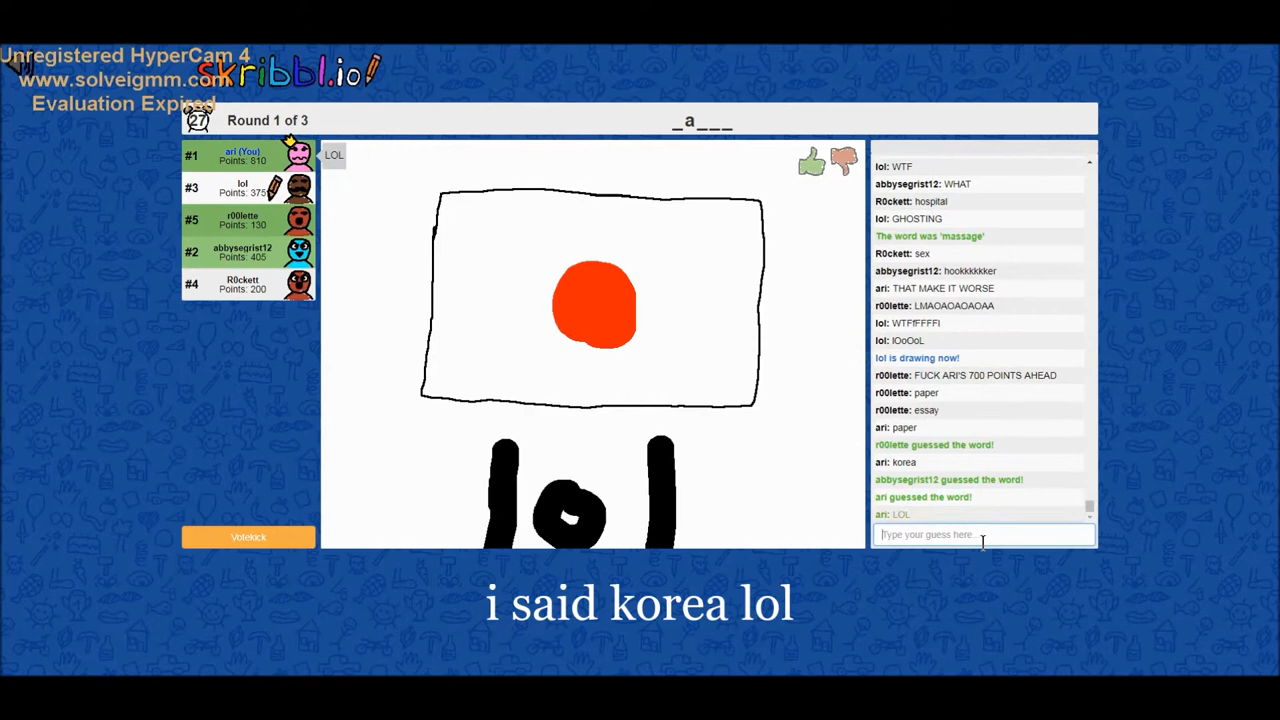 Unregistered HyperCam 4
www.solveigmm.com
Evaluation Expired
skribbl.io
27
Round 1 of 3
_a___
#1
ari (You)
Points: 810
#3
lol
Points: 375
#5
r00lette
Points: 130
#2
abbysegrist12
Points: 405
#4
R0ckett
Points: 200
Votekick
LOL
lol
lol: WTF
abbysegrist12: WHAT
R0ckett: hospital
lol: GHOSTING
The word was 'massage'
R0ckett: sex
abbysegrist12: hookkkkkker
ari: THAT MAKE IT WORSE
r00lette: LMAOAOAOAOAA
lol: WTFfFFFFI
lol: lOoOoL
lol is drawing now!
r00lette: FUCK ARI'S 700 POINTS AHEAD
r00lette: paper
r00lette: essay
ari: paper
r00lette guessed the word!
ari: korea
abbysegrist12 guessed the word!
ari guessed the word!
ari: LOL
Type your guess here...
i said korea lol